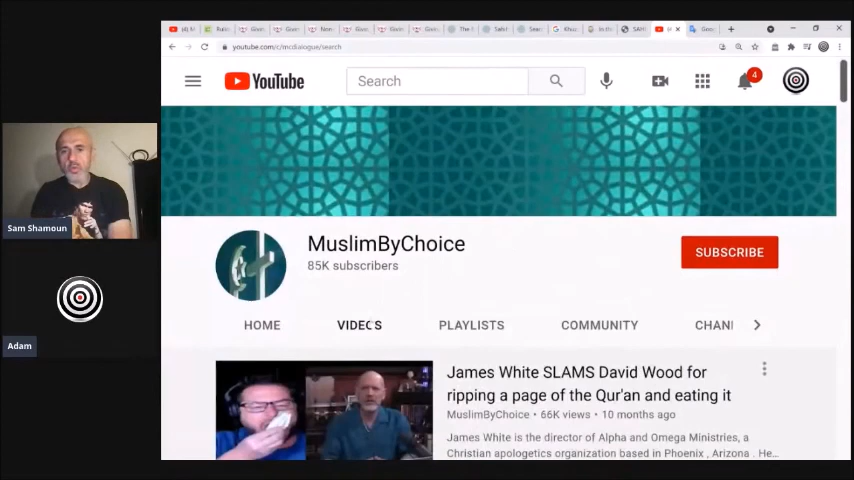 youtube.com/c/mcdialogue/search
YouTube
Search
4
MuslimByChoice
85K subscribers
SUBSCRIBE
HOME
VIDEOS
PLAYLISTS
COMMUNITY
CHAN
James White SLAMS David Wood for
ripping a page of the Qur'an and eating it
MuslimByChoice • 66K views • 10 months ago
James White is the director of Alpha and Omega Ministries, a
Christian apologetics organization based in Phoenix , Arizona . He...
Sam Shamoun
Adam